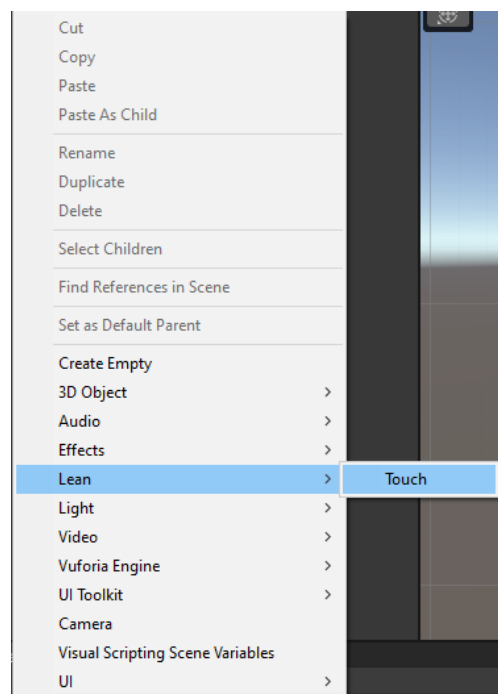 Cut
Copy
Paste
Paste As Child
Rename
Duplicate
Delete
Select Children
Find References in Scene
Set as Default Parent
Create Empty
3D Object
Audio
Effects
Lean
Touch
Light
Video
Vuforia Engine
UI Toolkit
Camera
Visual Scripting Scene Variables
UI